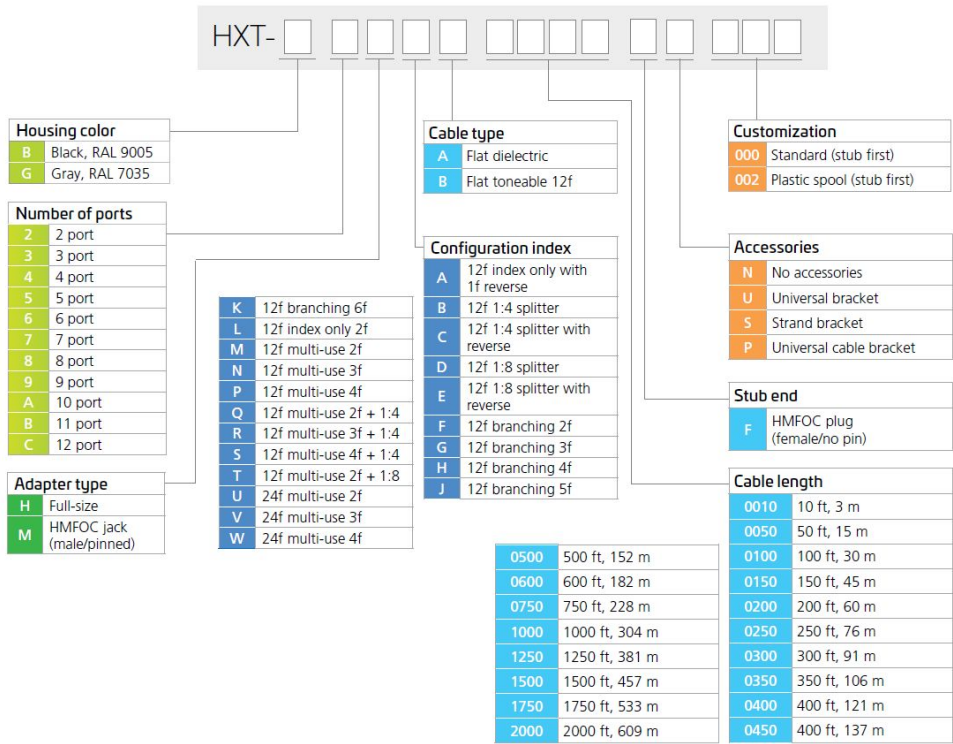 HXT-
Housing color
B Black, RAL 9005
G Gray, RAL 7035
Number of ports
2 2 port
3 3 port
4 4 port
5 5 port
6 6 port
7 7 port
8 8 port
9 9 port
A 10 port
B 11 port
C 12 port
Adapter type
H Full-size
M HMFOC jack
(male/pinned)
K 12f branching 6f
L 12f index only 2f
M 12f multi-use 2f
N 12f multi-use 3f
P 12f multi-use 4f
Q 12f multi-use 2f + 1:4
R 12f multi-use 3f + 1:4
S 12f multi-use 4f + 1:4
T 12f multi-use 2f + 1:8
U 24f multi-use 2f
V 24f multi-use 3f
W 24f multi-use 4f
Cable type
A Flat dielectric
B Flat toneable 12f
Configuration index
A 12f index only with
1f reverse
B 12f 1:4 splitter
C 12f 1:4 splitter with
reverse
D 12f 1:8 splitter
E 12f 1:8 splitter with
reverse
F 12f branching 2f
G 12f branching 3f
H 12f branching 4f
J 12f branching 5f
Customization
000 Standard (stub first)
002 Plastic spool (stub first)
Accessories
N No accessories
U Universal bracket
S Strand bracket
P Universal cable bracket
Stub end
F HMFOC plug
(female/no pin)
Cable length
0010 10 ft, 3 m
0050 50 ft, 15 m
0100 100 ft, 30 m
0150 150 ft, 45 m
0200 200 ft, 60 m
0250 250 ft, 76 m
0300 300 ft, 91 m
0350 350 ft, 106 m
0400 400 ft, 121 m
0450 400 ft, 137 m
0500 500 ft, 152 m
0600 600 ft, 182 m
0750 750 ft, 228 m
1000 1000 ft, 304 m
1250 1250 ft, 381 m
1500 1500 ft, 457 m
1750 1750 ft, 533 m
2000 2000 ft, 609 m